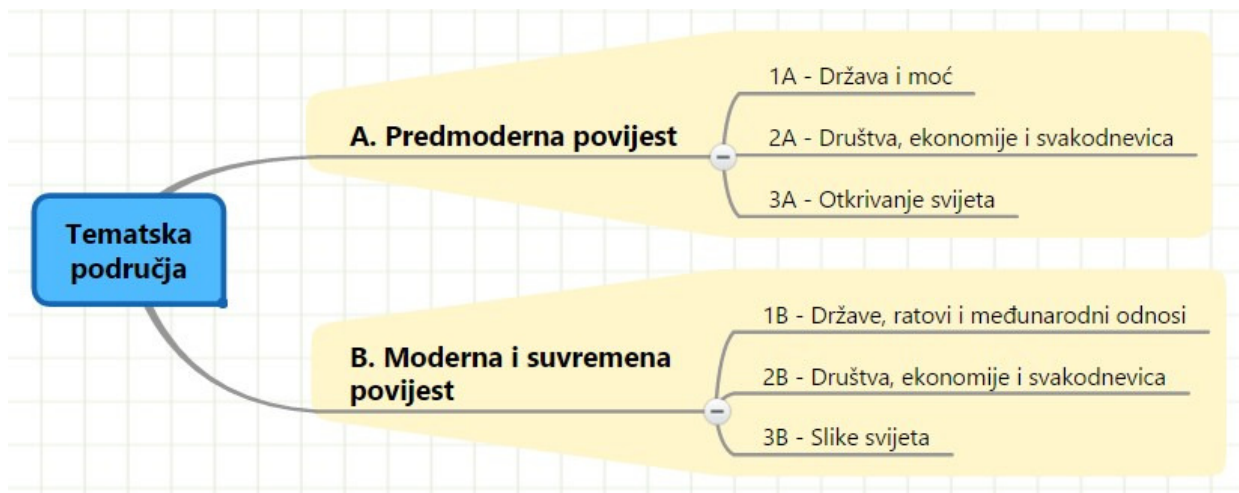 Tematska
područja
A. Predmoderna povijest
1A - Država i moć
2A - Društva, ekonomije i svakodnevica
3A - Otkrivanje svijeta
B. Moderna i suvremena
povijest
1B - Države, ratovi i međunarodni odnosi
2B - Društva, ekonomije i svakodnevica
3B - Slike svijeta